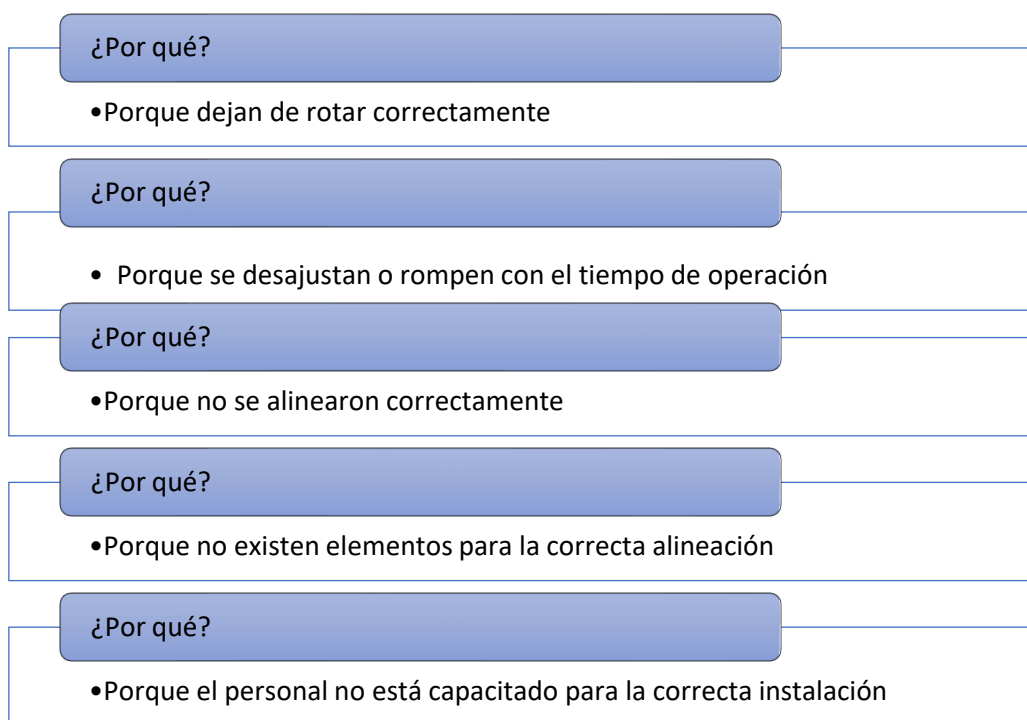 ¿Por qué?
•Porque dejan de rotar correctamente
¿Por qué?
• Porque se desajustan o rompen con el tiempo de operación
¿Por qué?
•Porque no se alinearon correctamente
¿Por qué?
•Porque no existen elementos para la correcta alineación
¿Por qué?
•Porque el personal no está capacitado para la correcta instalación